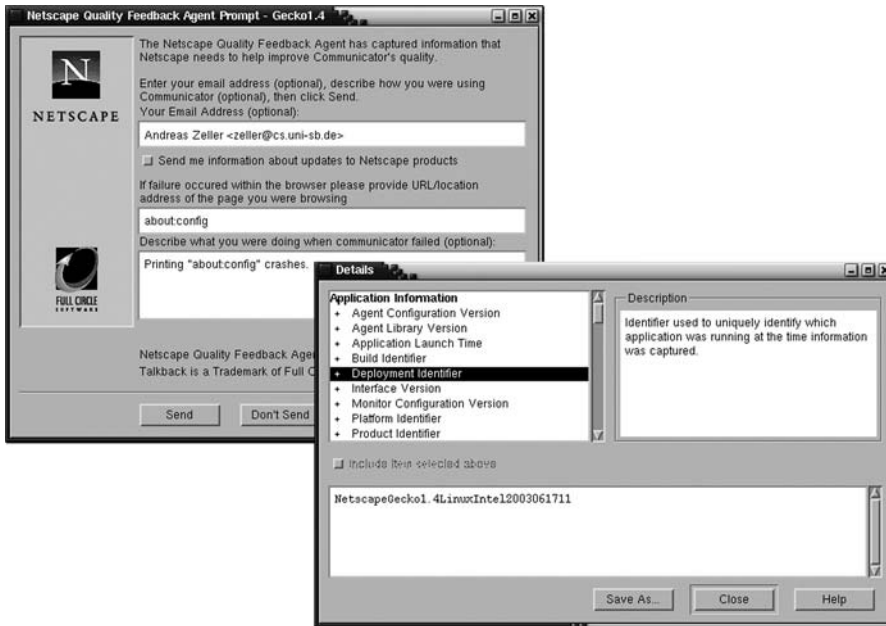 Netscape Quality Feedback Agent Prompt - Gecko1.4
N
NETSCAPE
The Netscape Quality Feedback Agent has captured information that
Netscape needs to help improve Communicator's quality.
Enter your email address (optional), describe how you were using
Communicator (optional), then click Send.
Your Email Address (optional):
Andreas Zeller <zeller@cs.uni-sb.de>
Send me information about updates to Netscape products
If failure occured within the browser please provide URL/location
address of the page you were browsing
about:config
Describe what you were doing when communicator failed (optional):
Printing "about:config" crashes.
FULL CIRCLE
SOFTWARE
Netscape Quality Feedback Age
Talkback is a Trademark of Full C
Send
Don't Send
Details
Application Information
+ Agent Configuration Version
+ Agent Library Version
+ Application Launch Time
+ Build Identifier
+ Deployment Identifier
+ Interface Version
+ Monitor Configuration Version
+ Platform Identifier
+ Product Identifier
Description
Identifier used to uniquely identify which
application was running at the time information
was captured.
Include item selected above
NetscapeGecko1.4LinuxIntel2003061711
Save As...
Close
Help